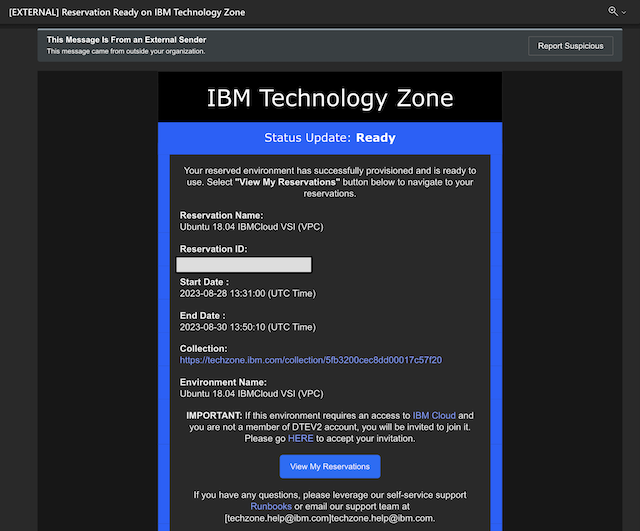 [EXTERNAL] Reservation Ready on IBM Technology Zone
This Message Is From an External Sender
This message came from outside your organization.
Report Suspicious
IBM Technology Zone
Status Update: Ready
Your reserved environment has successfully provisioned and is ready to
use. Select "View My Reservations" button below to navigate to your
reservations.
Reservation Name:
Ubuntu 18.04 IBMCloud VSI (VPC)
Reservation ID:
Start Date :
2023-08-28 13:31:00 (UTC Time)
End Date :
2023-08-30 13:50:10 (UTC Time)
Collection:
https://techzone.ibm.com/collection/5fb3200cec8dd00017c57f20
Environment Name:
Ubuntu 18.04 IBMCloud VSI (VPC)
IMPORTANT: If this environment requires an access to IBM Cloud and
you are not a member of DTEV2 account, you will be invited to join it.
Please go HERE to accept your invitation.
View My Reservations
If you have any questions, please leverage our self-service support
Runbooks or email our support team at
[techzone.help@ibm.com]techzone.help@ibm.com.